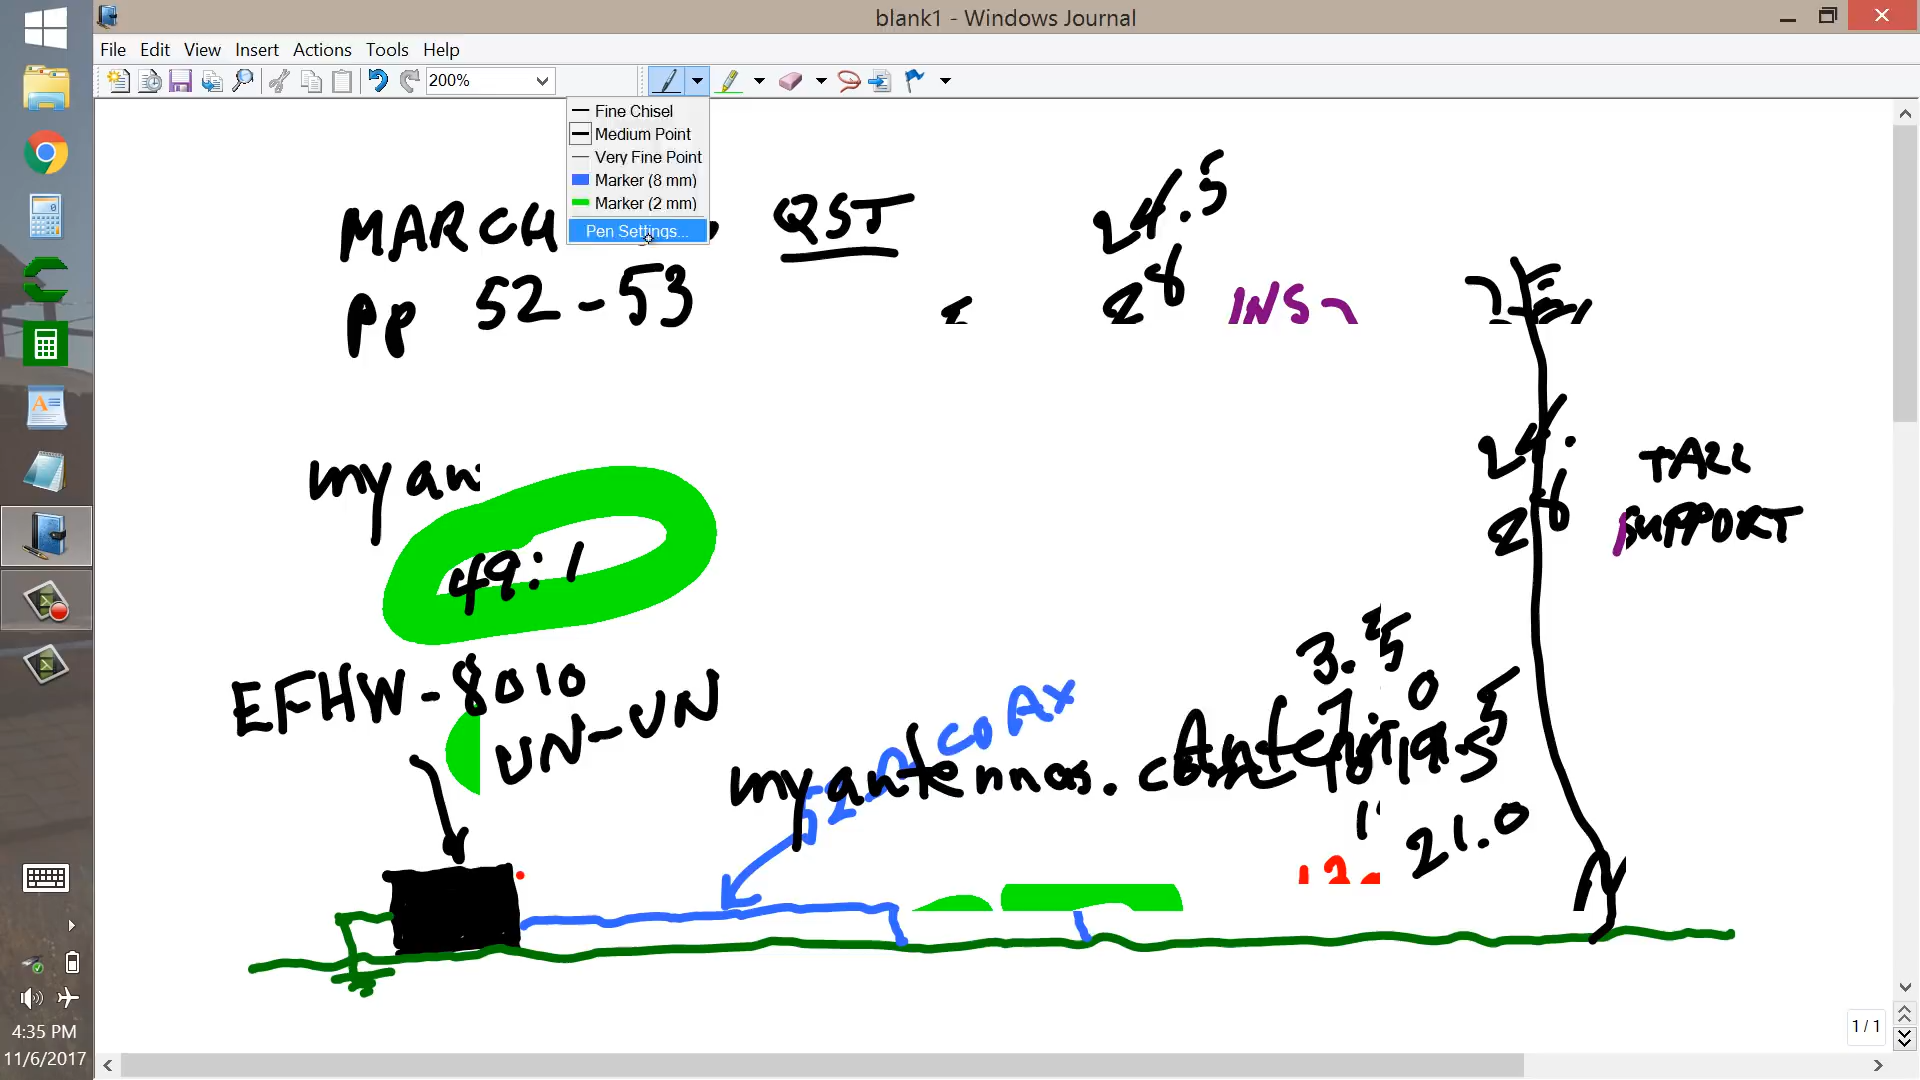 blank1 - Windows Journal
File Edit View Insert Actions Tools Help
200%
Fine Chisel
Medium Point
Very Fine Point
Marker (8 mm)
Marker (2 mm)
Pen Settings...
MARCH QST
pp 52-53
24.5
28
my an
49:1
EFHW-8010
UN-UN
24.
28
TALL
SUPPORT
3.5
COAX
myantennas.com
21.0
1/1
4:35 PM
11/6/2017